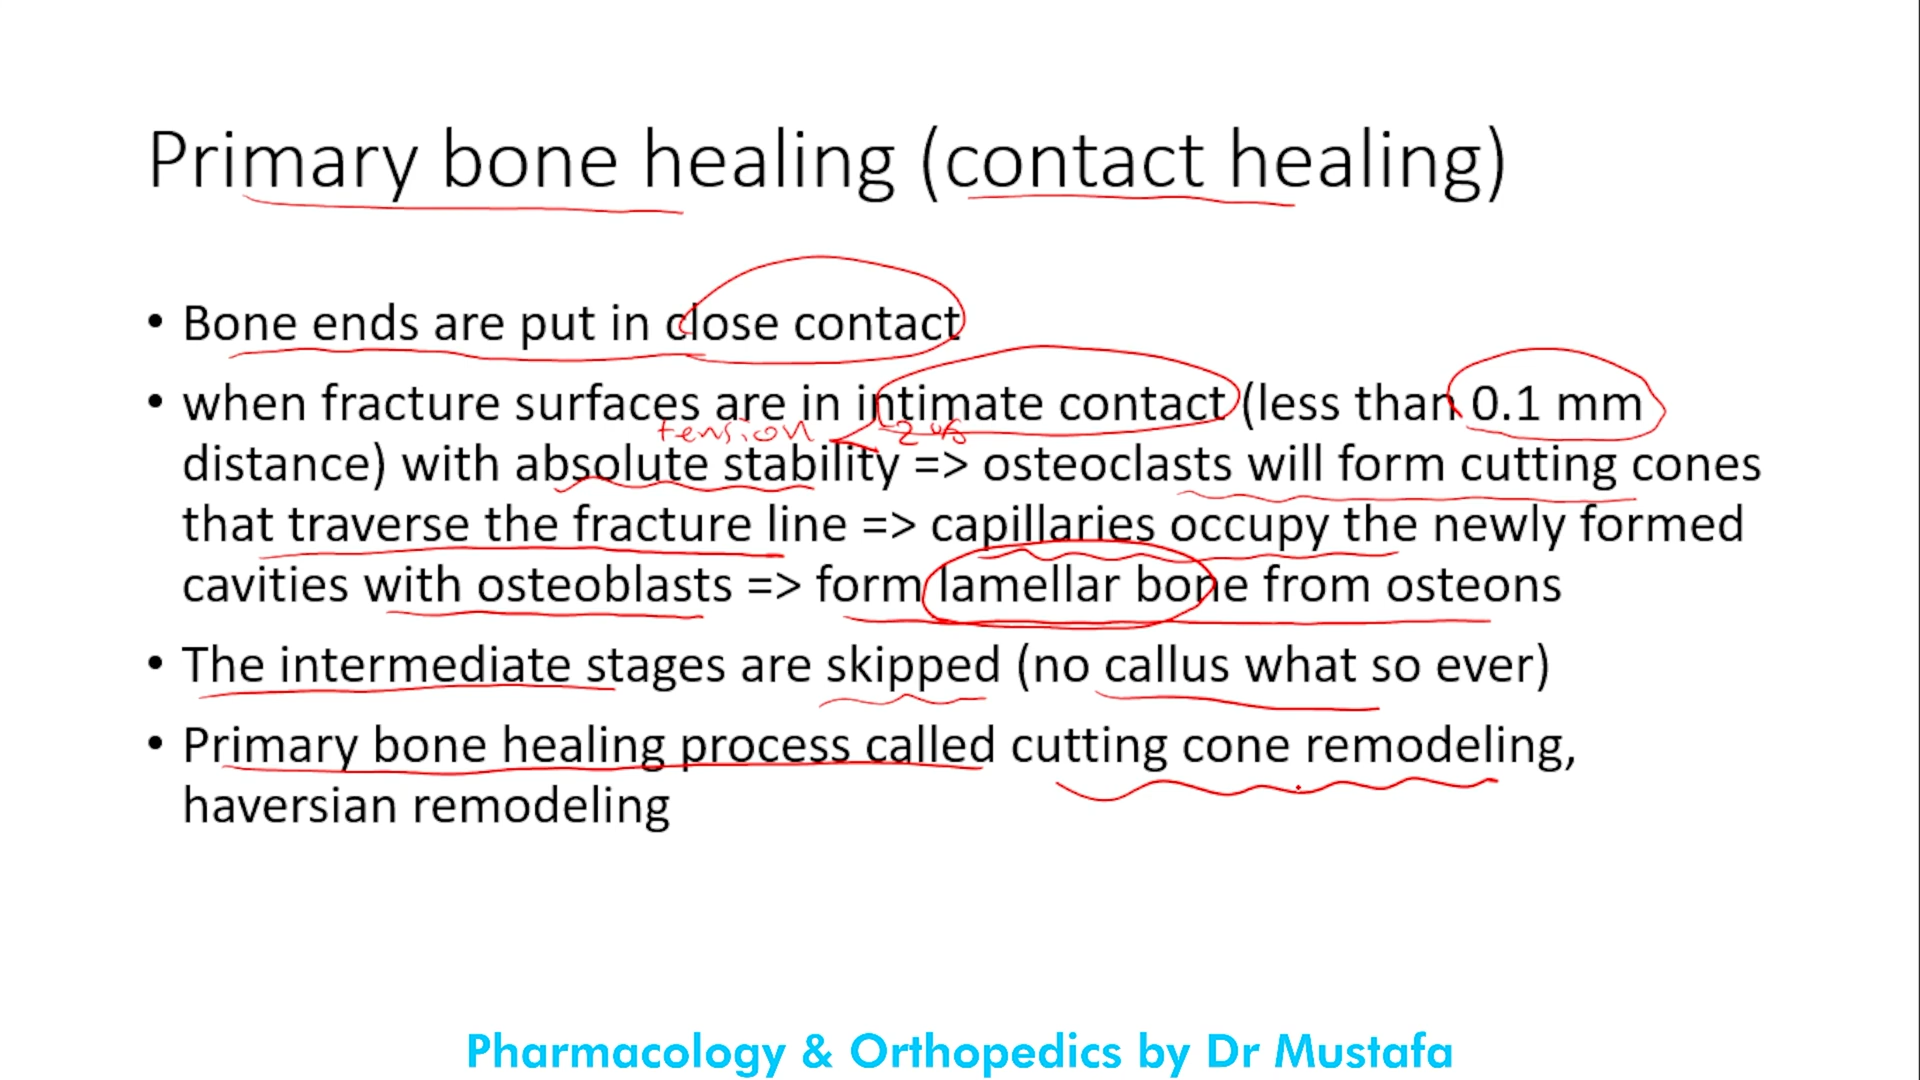 Primary bone healing (contact healing)
• Bone ends are put in close contact
• when fracture surfaces are in intimate contact (less than 0.1 mm
tension < 2%
distance) with absolute stability => osteoclasts will form cutting cones
that traverse the fracture line => capillaries occupy the newly formed
cavities with osteoblasts => form lamellar bone from osteons
• The intermediate stages are skipped (no callus what so ever)
• Primary bone healing process called cutting cone remodeling,
haversian remodeling
Pharmacology & Orthopedics by Dr Mustafa